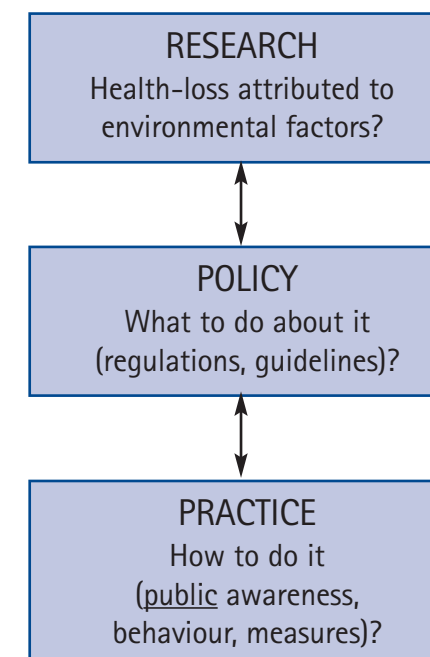 RESEARCH
Health-loss attributed to
environmental factors?
POLICY
What to do about it
(regulations, guidelines)?
PRACTICE
How to do it
(public awareness,
behaviour, measures)?